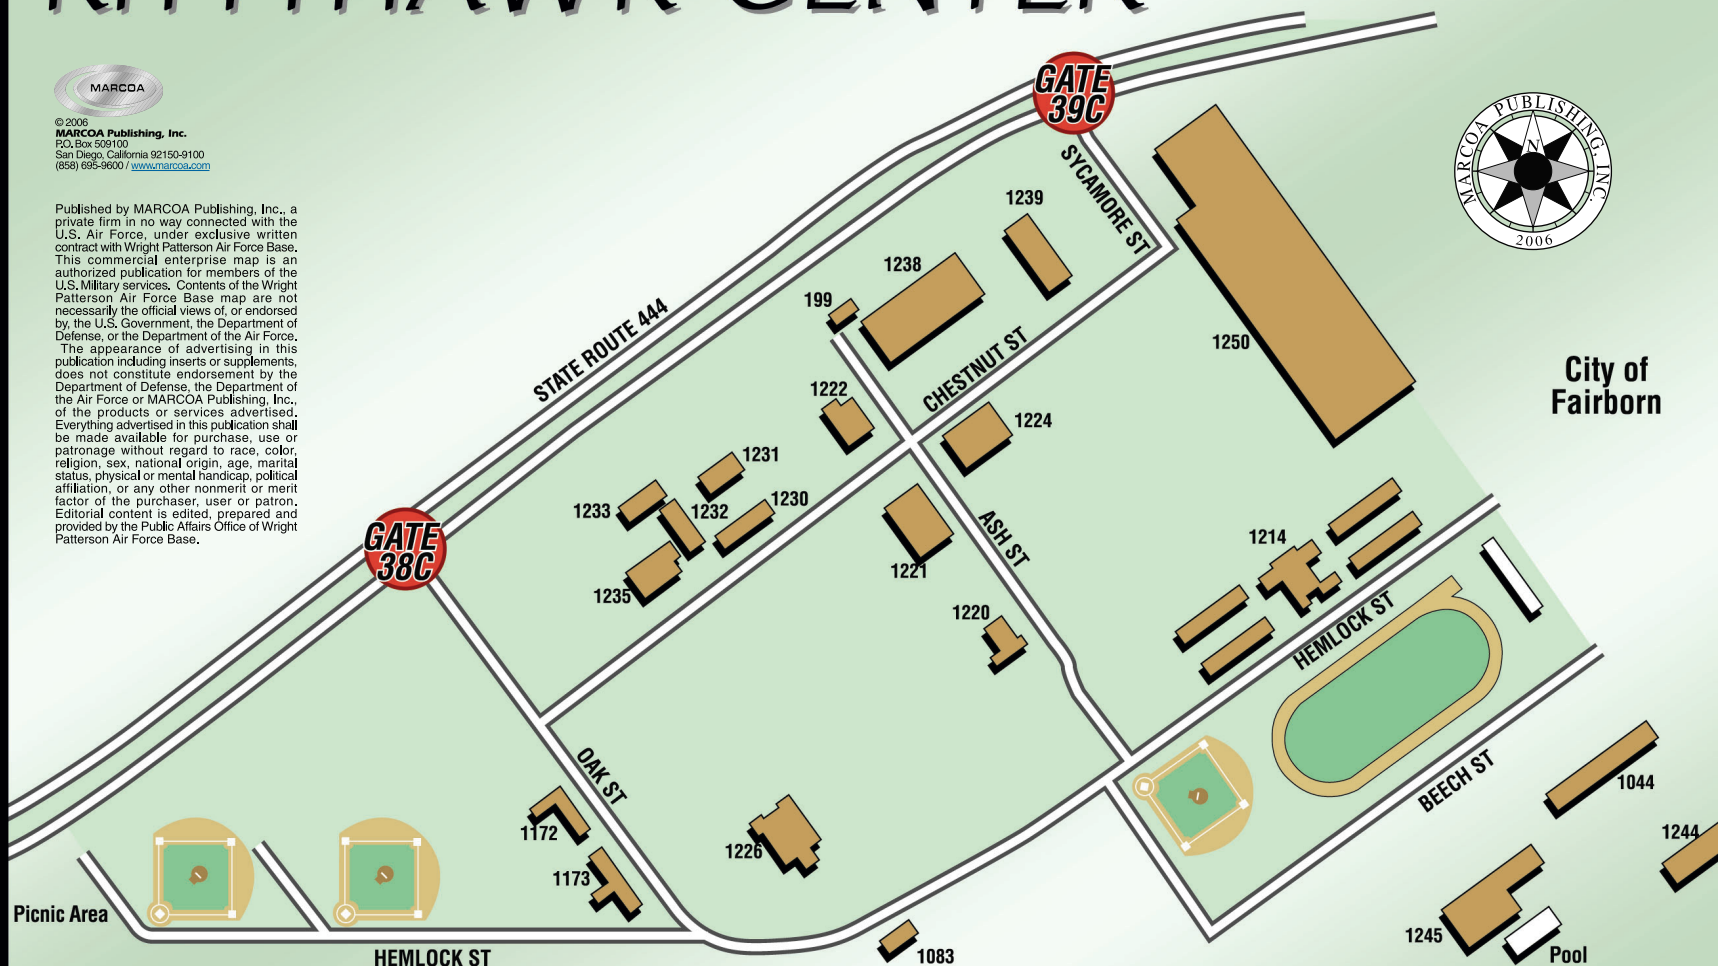 KITTYHAWK CENTER
MARCOA
© 2006
MARCOA Publishing, Inc.
P.O. Box 509100
San Diego, California 92150-9100
(858) 695-9600 / www.marcoa.com
Published by MARCOA Publishing, Inc., a
private firm in no way connected with the
U.S. Air Force, under exclusive written
contract with Wright Patterson Air Force Base.
This commercial enterprise map is an
authorized publication for members of the
U.S. Military services. Contents of the Wright
Patterson Air Force Base map are not
necessarily the official views of, or endorsed
by, the U.S. Government, the Department of
Defense, or the Department of the Air Force.
The appearance of advertising in this
publication including inserts or supplements,
does not constitute endorsement by the
Department of Defense, the Department of
the Air Force or MARCOA Publishing, Inc.,
of the products or services advertised.
Everything advertised in this publication shall
be made available for purchase, use or
patronage without regard to race, color,
religion, sex, national origin, age, marital
status, physical or mental handicap, political
affiliation, or any other nonmerit or merit
factor of the purchaser, user or patron.
Editorial content is edited, prepared and
provided by the Public Affairs Office of Wright
Patterson Air Force Base.
GATE
39C
MARCOA PUBLISHING, INC.
N
2006
SYCAMORE ST
1239
1238
199
STATE ROUTE 444
CHESTNUT ST
1250
City of
Fairborn
1222
1224
1231
1233
1232
1230
GATE
38C
ASH ST
1214
1221
1235
1220
HEMLOCK ST
OAK ST
BEECH ST
1044
1172
1226
1244
1173
Picnic Area
1245
HEMLOCK ST
1083
Pool